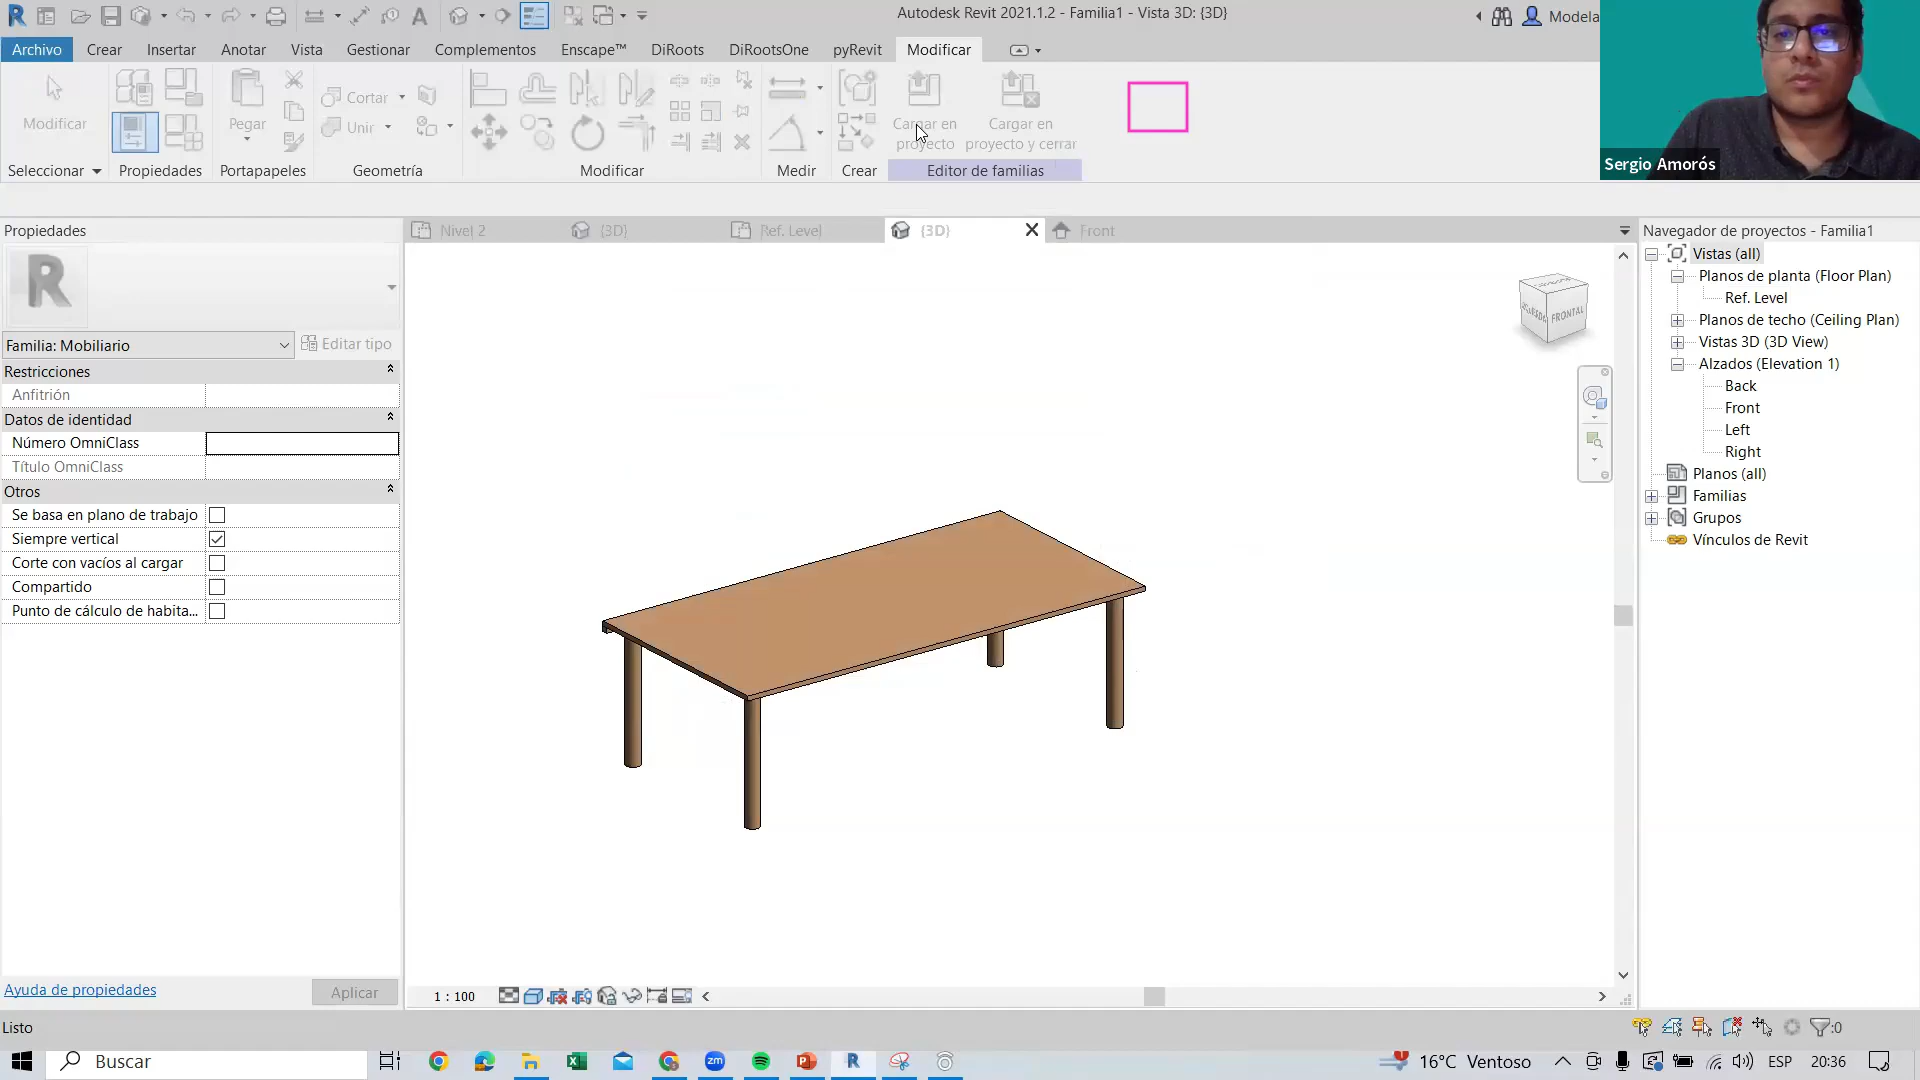 Autodesk Revit 2021.1.2 - Familia1 - Vista 3D: {3D}
Modela
Archivo Crear Insertar Anotar Vista Gestionar Complementos Enscape™ DiRoots DiRootsOne pyRevit Modificar
Modificar
Pegar
Cortar
Unir
Cargar en proyecto
Cargar en proyecto y cerrar
Seleccionar Propiedades Portapapeles Geometría Modificar Medir Crear Editor de familias
Sergio Amorós
Propiedades
Nivel 2 {3D} Ref. Level {3D} Front
Navegador de proyectos - Familia1
R
Familia: Mobiliario
Editar tipo
Restricciones
Anfitrión
Datos de identidad
Número OmniClass
Título OmniClass
Otros
Se basa en plano de trabajo
Siempre vertical
Corte con vacíos al cargar
Compartido
Punto de cálculo de habita...
FRONTAL
Vistas (all)
Planos de planta (Floor Plan)
Ref. Level
Planos de techo (Ceiling Plan)
Vistas 3D (3D View)
Alzados (Elevation 1)
Back
Front
Left
Right
Planos (all)
Familias
Grupos
Vínculos de Revit
Ayuda de propiedades
Aplicar
1 : 100
Listo
:0
Buscar
zm
16°C Ventoso
ESP
20:36